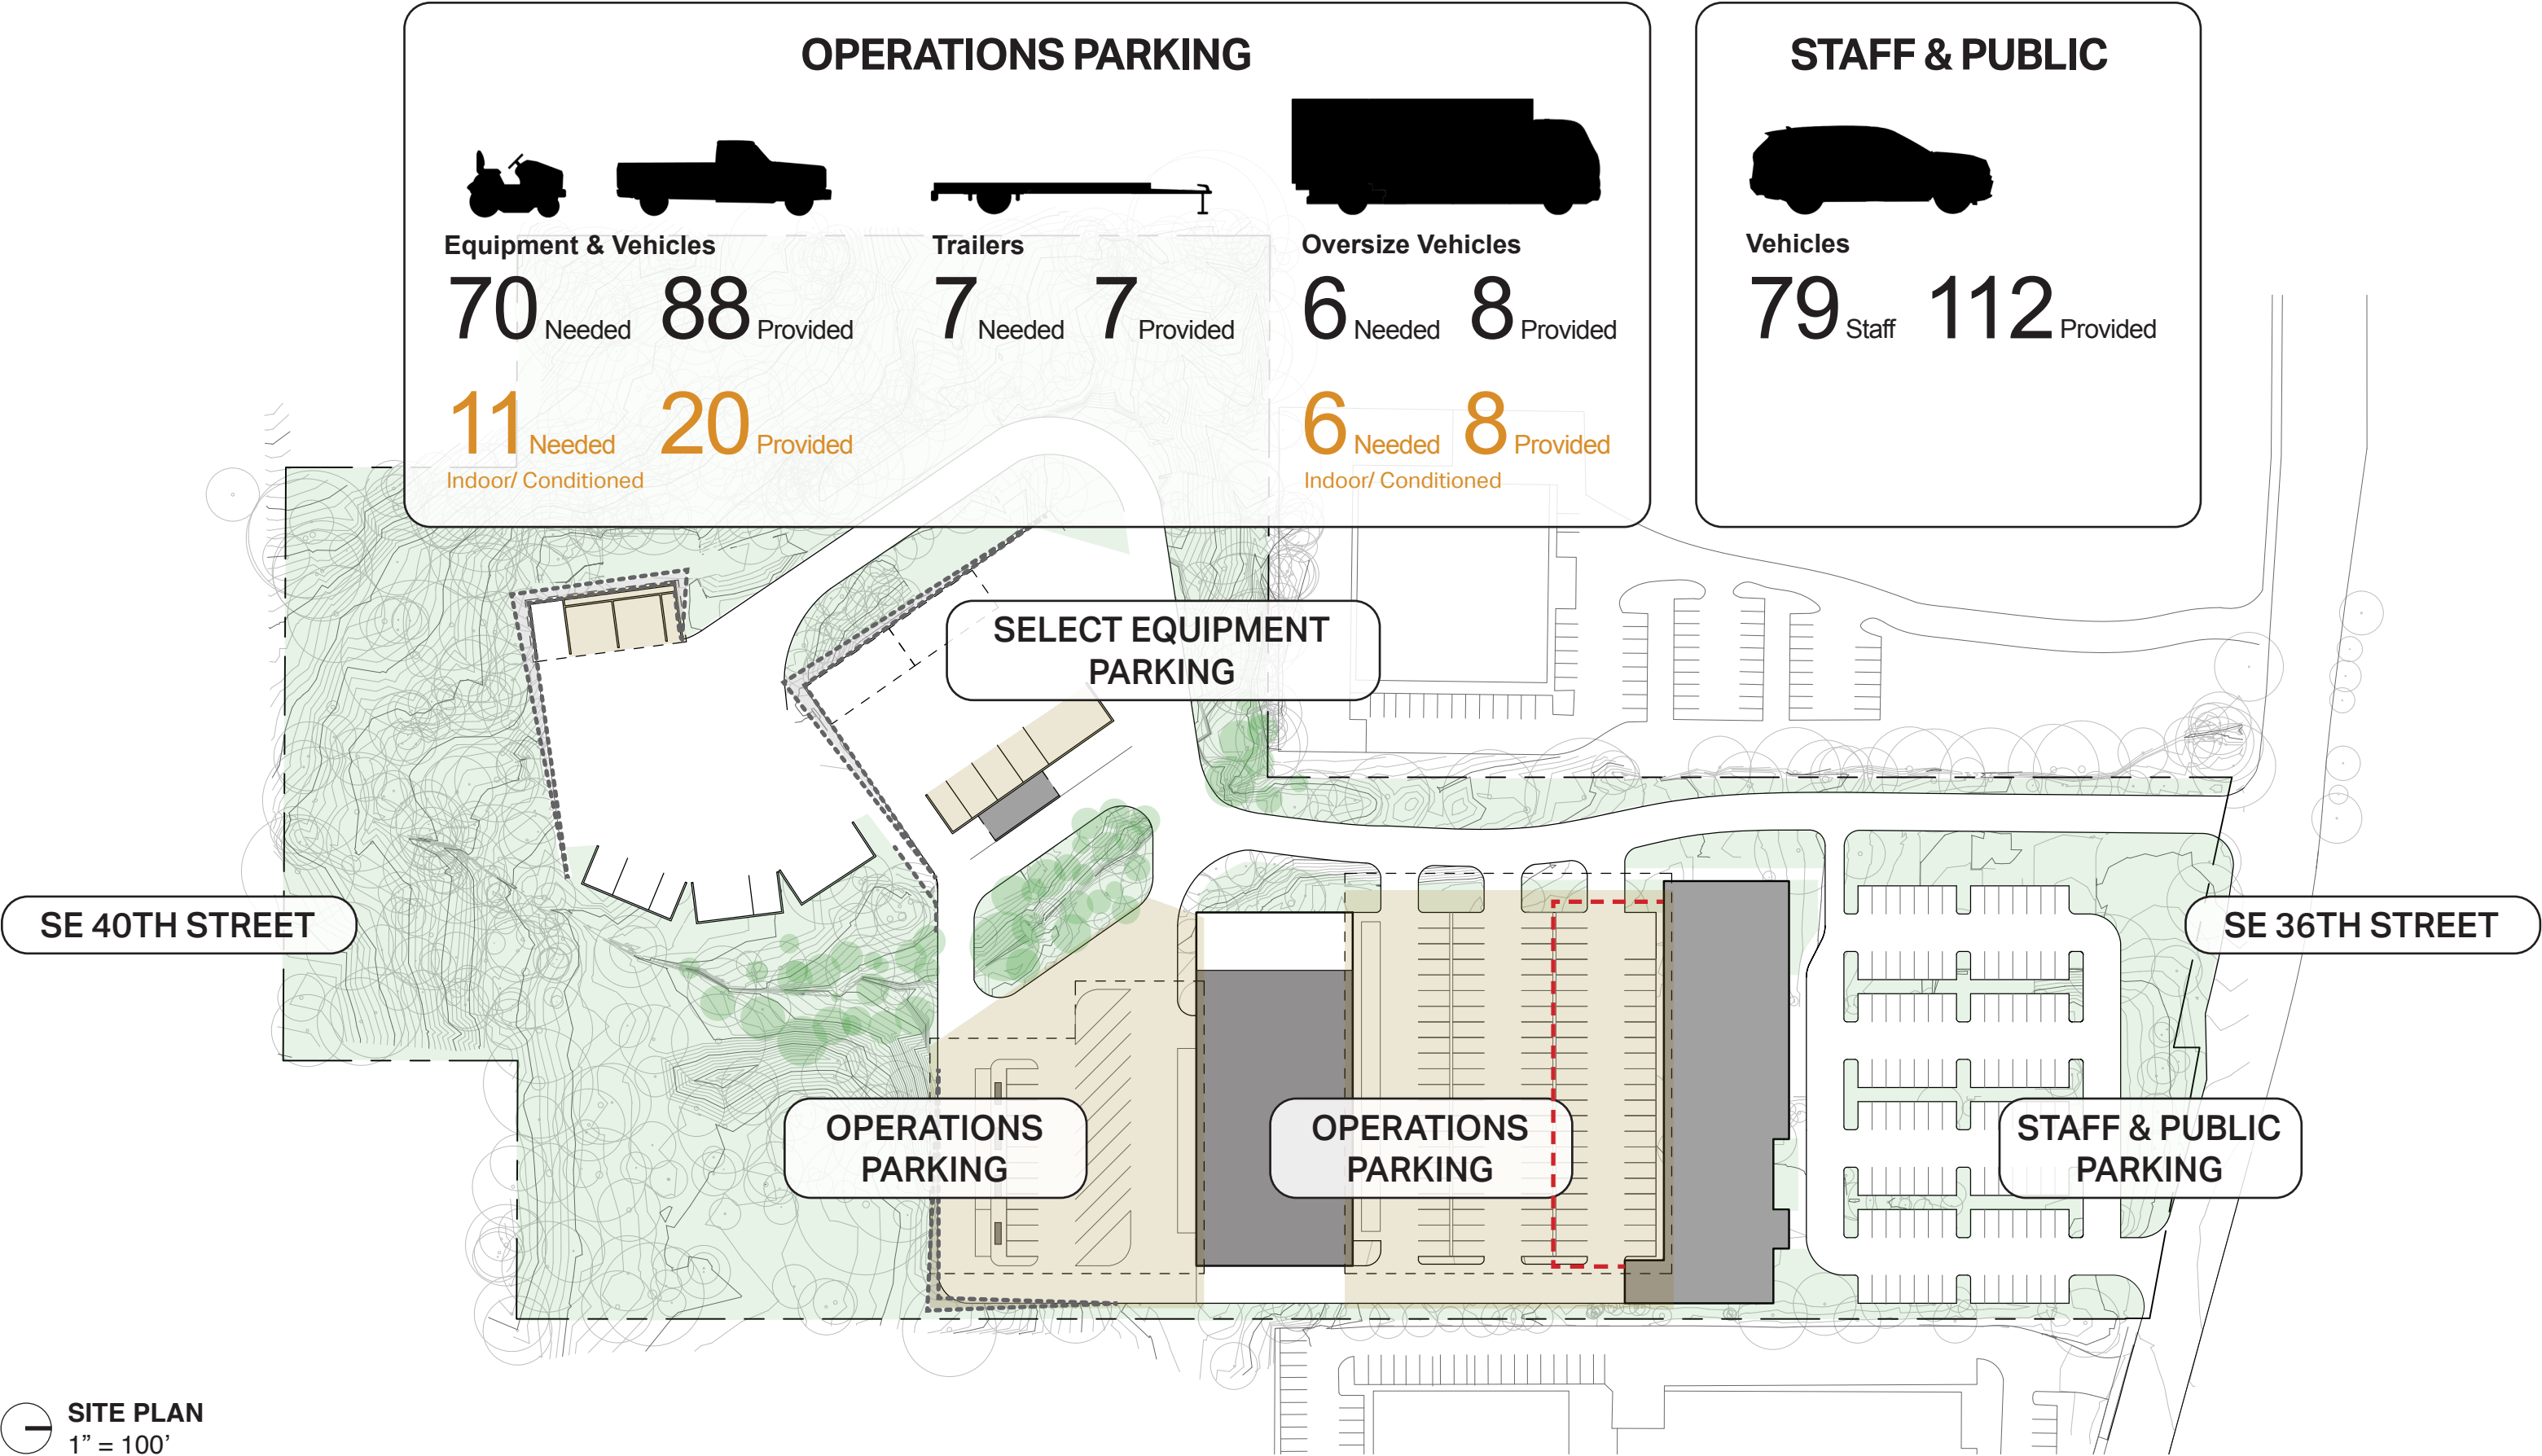 OPERATIONS PARKING
Equipment & Vehicles
70 Needed 88 Provided
11 Needed 20 Provided
Indoor/ Conditioned
Trailers
7 Needed 7 Provided
Oversize Vehicles
6 Needed 8 Provided
6 Needed 8 Provided
Indoor/ Conditioned
STAFF & PUBLIC
Vehicles
79 Staff 112 Provided
SELECT EQUIPMENT
PARKING
SE 40TH STREET
SE 36TH STREET
OPERATIONS
PARKING
OPERATIONS
PARKING
STAFF & PUBLIC
PARKING
SITE PLAN
1” = 100’